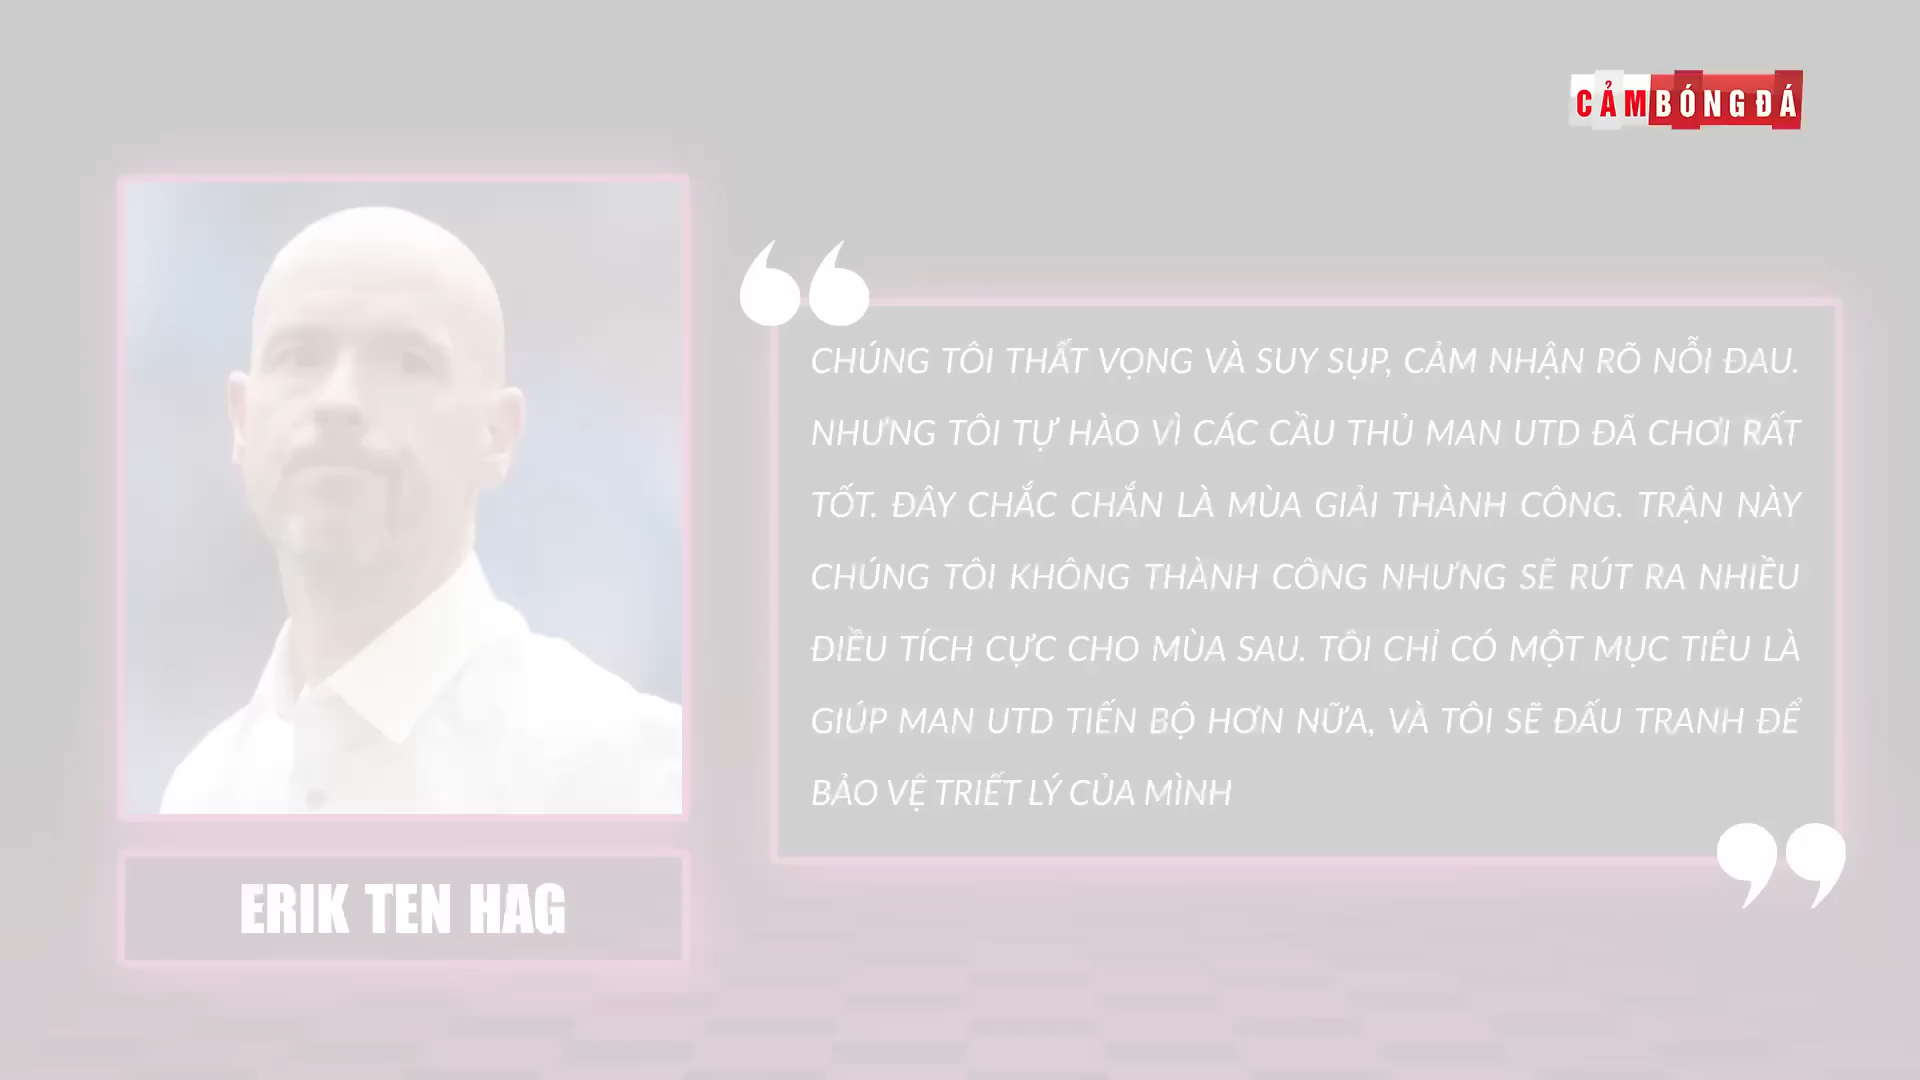 CẢMBÓNGĐÁ
CHÚNG TÔI THẤT VỌNG VÀ SUY SỤP, CẢM NHẬN RÕ NỖI ĐAU.
NHƯNG TÔI TỰ HÀO VÌ CÁC CẦU THỦ MAN UTD ĐÃ CHƠI RẤT
TỐT. ĐÂY CHẮC CHẮN LÀ MÙA GIẢI THÀNH CÔNG. TRẬN NÀY
CHÚNG TÔI KHÔNG THÀNH CÔNG NHƯNG SẼ RÚT RA NHIỀU
ĐIỀU TÍCH CỰC CHO MÙA SAU. TÔI CHỈ CÓ MỘT MỤC TIÊU LÀ
GIÚP MAN UTD TIẾN BỘ HƠN NỮA, VÀ TÔI SẼ ĐẤU TRANH ĐỂ
BẢO VỆ TRIẾT LÝ CỦA MÌNH
ERIK TEN HAG